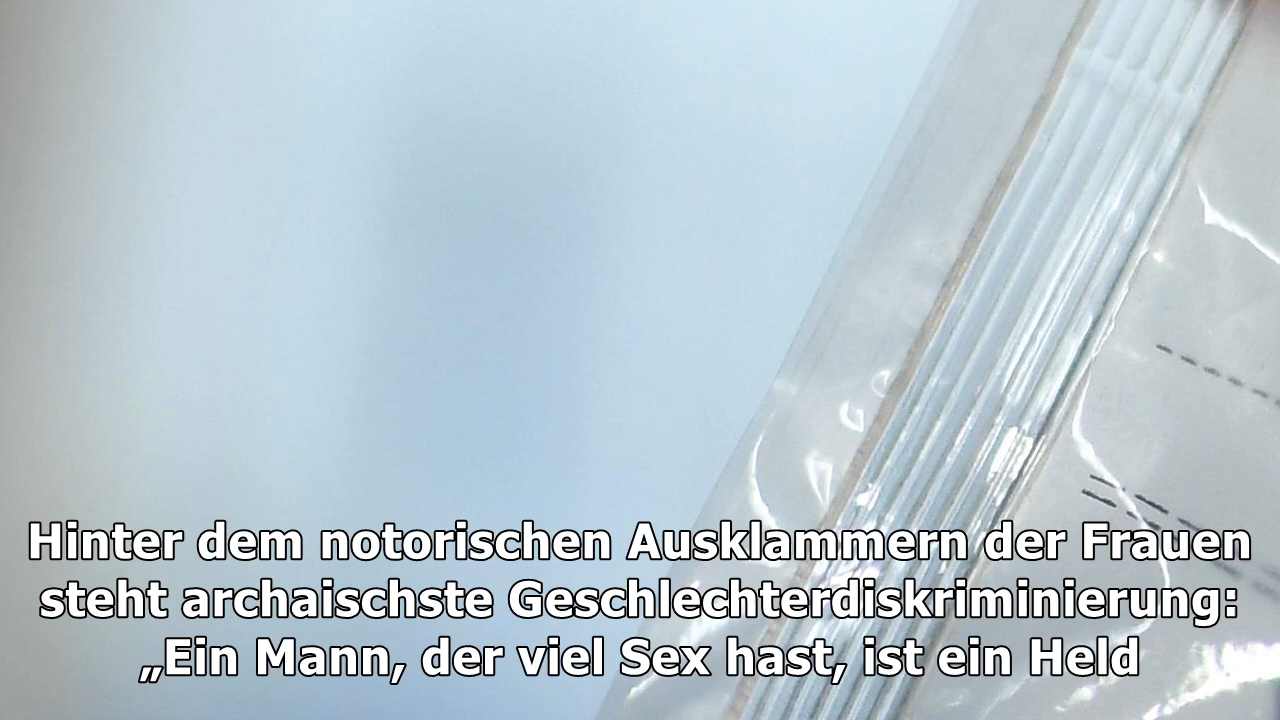 Hinter dem notorischen Ausklammern der Frauen
steht archaischste Geschlechterdiskriminierung:
„Ein Mann, der viel Sex hast, ist ein Held